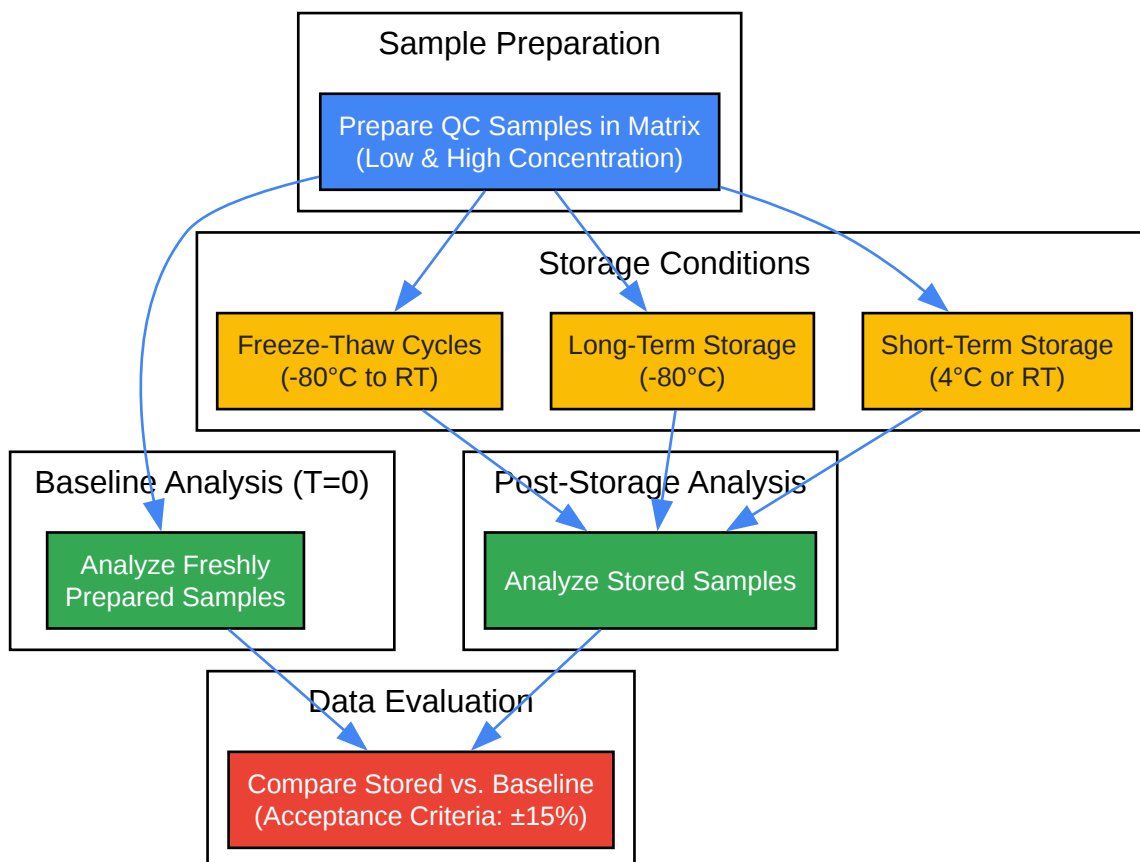 Sample Preparation
Prepare QC Samples in Matrix
(Low & High Concentration)
Storage Conditions
Freeze-Thaw Cycles
(-80°C to RT)
Long-Term Storage
(-80°C)
Short-Term Storage
(4°C or RT)
Baseline Analysis (T=0)
Analyze Freshly
Prepared Samples
Post-Storage Analysis
Analyze Stored Samples
Data Evaluation
Compare Stored vs. Baseline
(Acceptance Criteria: ±15%)